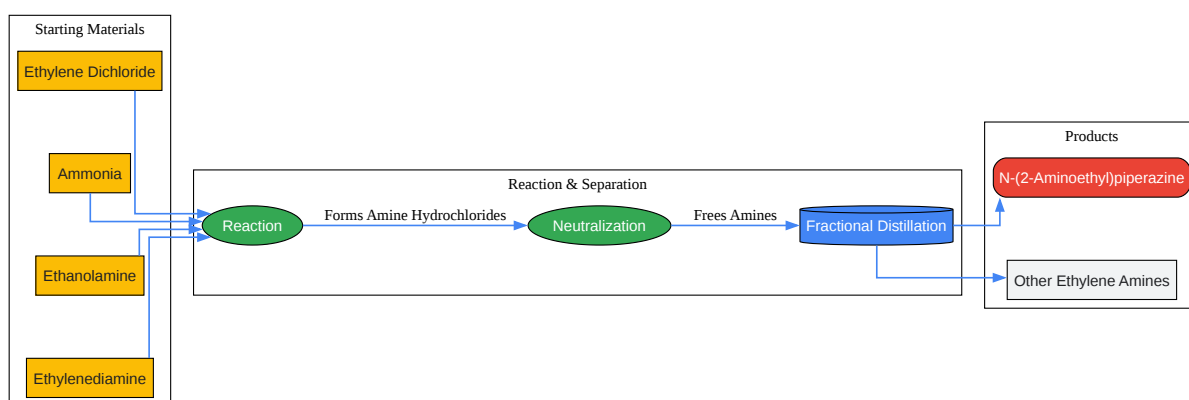 Starting Materials
Ethylene Dichloride
Ammonia
Ethanolamine
Ethylenediamine
Reaction & Separation
Reaction
Forms Amine Hydrochlorides
Neutralization
Frees Amines
Fractional Distillation
Products
N-(2-Aminoethyl)piperazine
Other Ethylene Amines